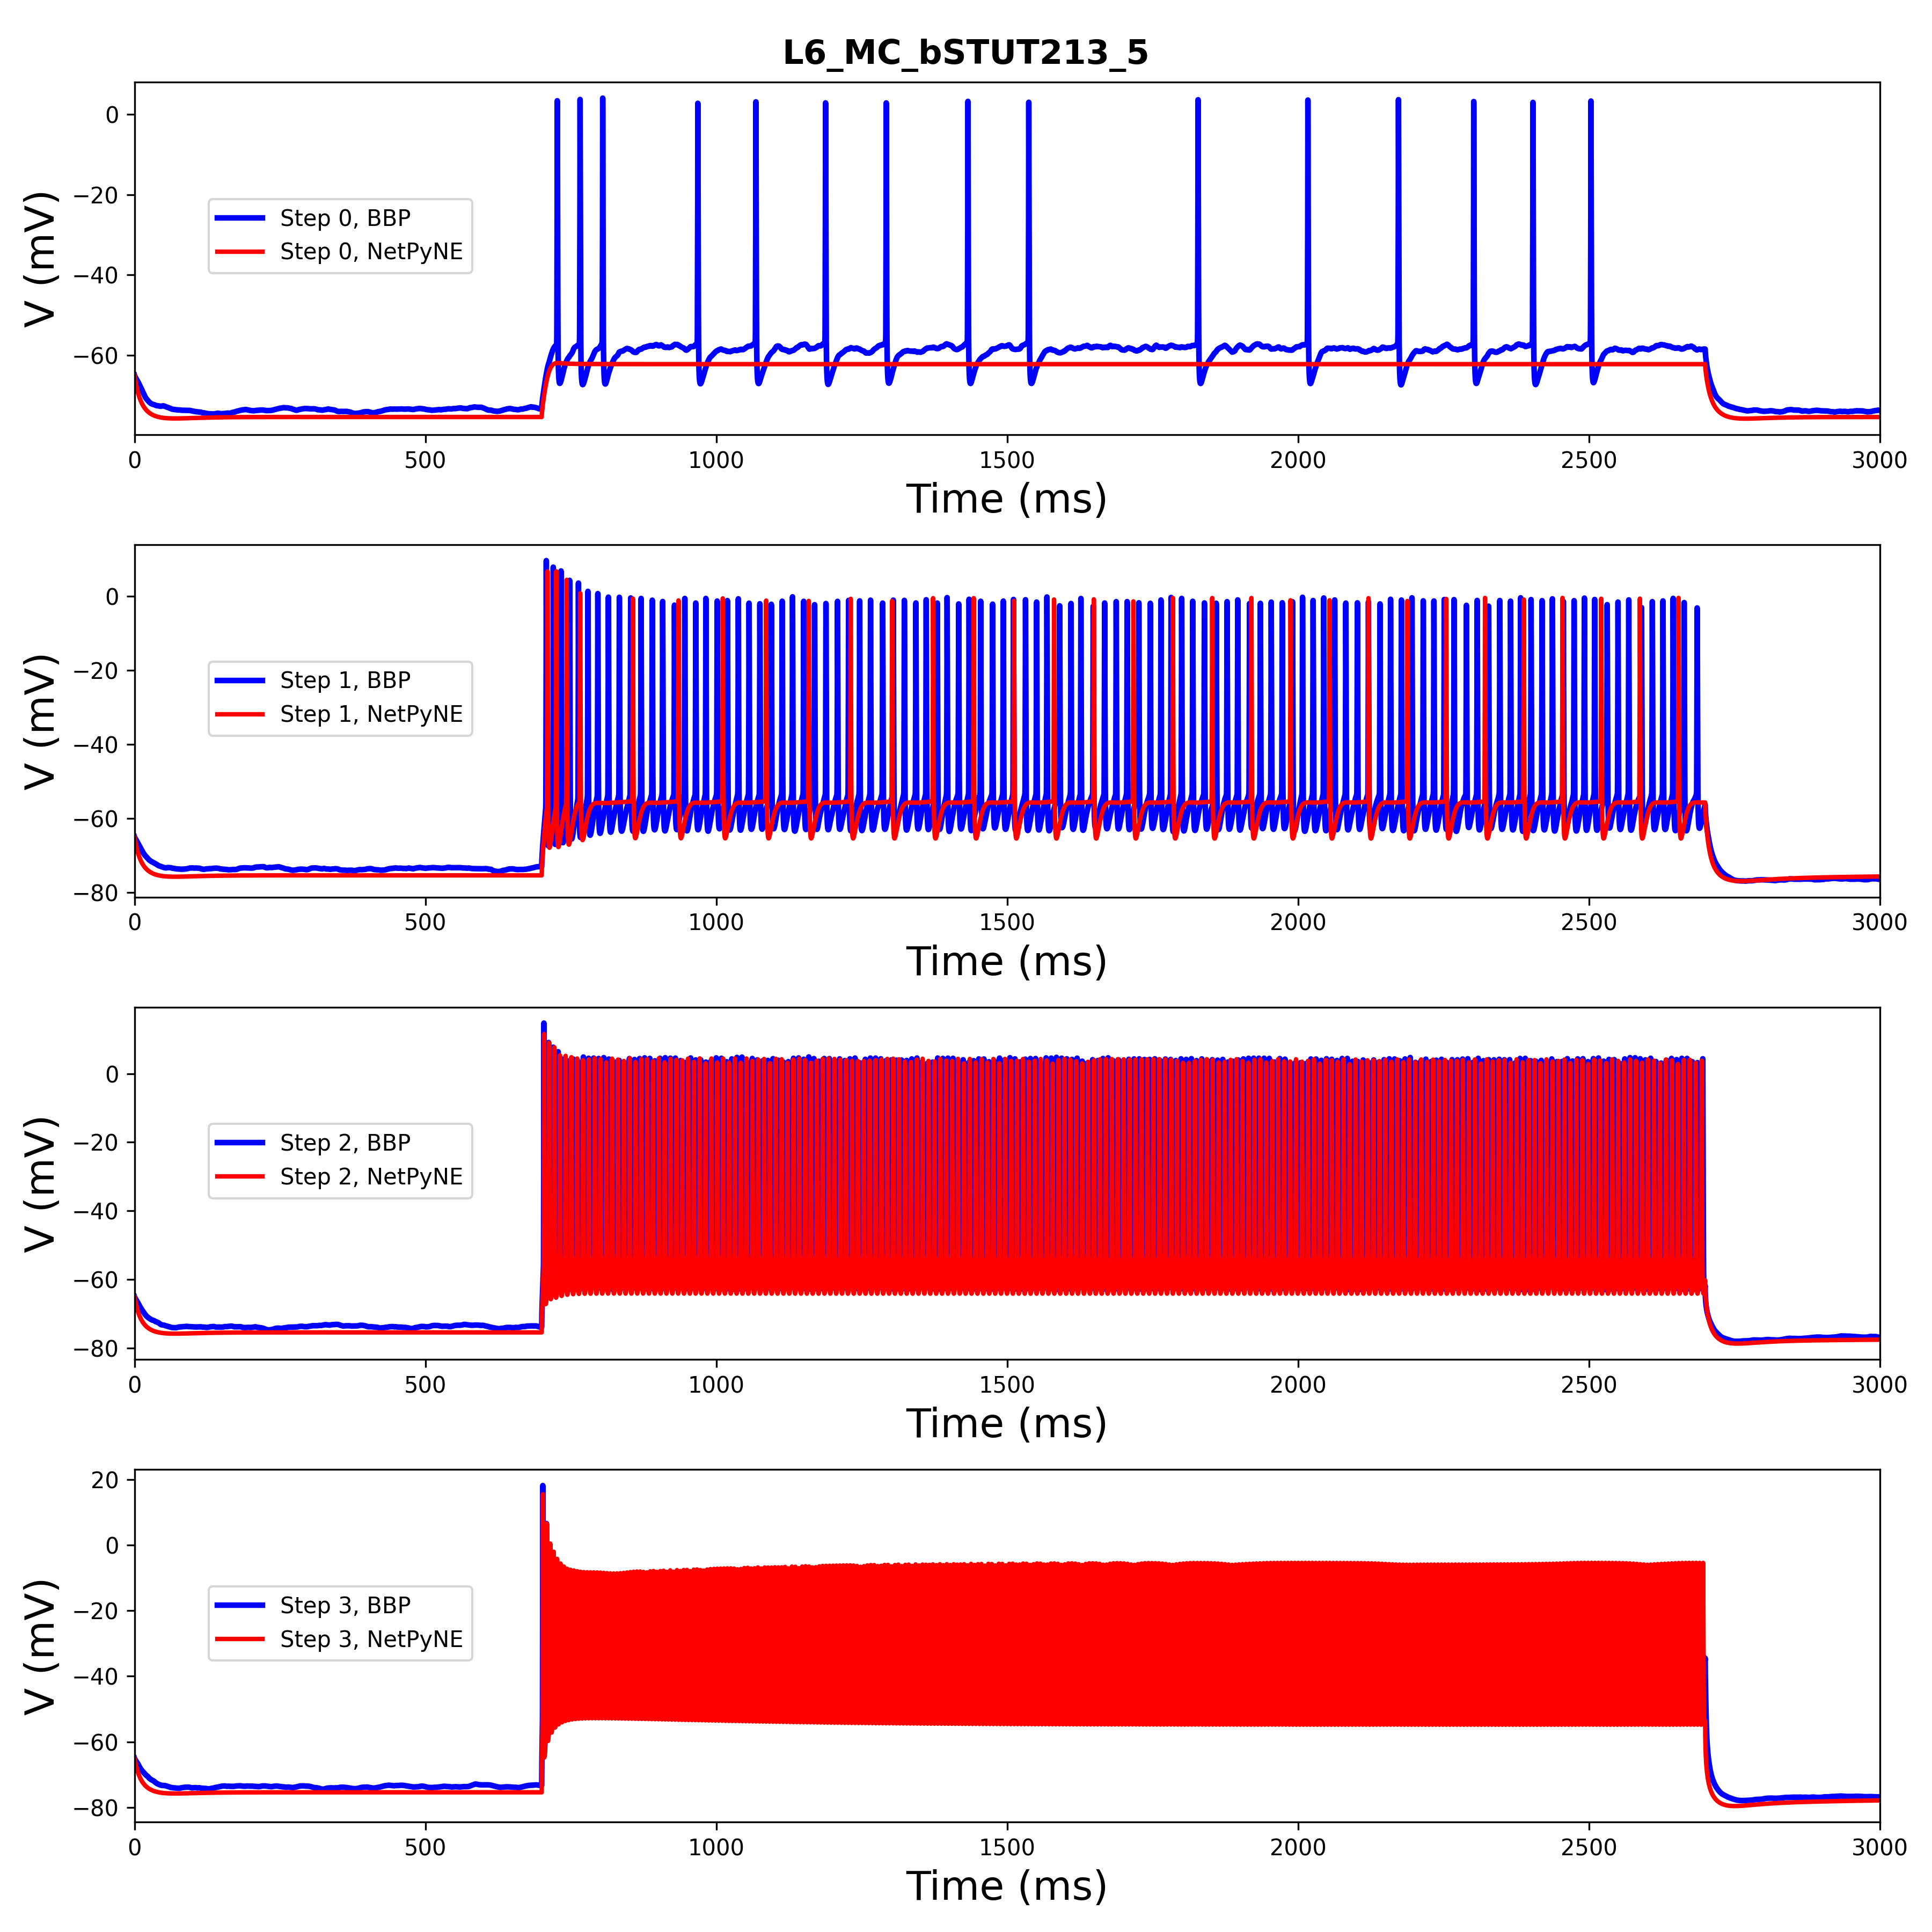 L6_MC_bSTUT213_5
0
−20
−40
−60
V (mV)
Step 0, BBP
Step 0, NetPyNE
0 500 1000 1500 2000 2500 3000
Time (ms)
0
−20
−40
−60
−80
V (mV)
Step 1, BBP
Step 1, NetPyNE
0 500 1000 1500 2000 2500 3000
Time (ms)
0
−20
−40
−60
−80
V (mV)
Step 2, BBP
Step 2, NetPyNE
0 500 1000 1500 2000 2500 3000
Time (ms)
20
0
−20
−40
−60
−80
V (mV)
Step 3, BBP
Step 3, NetPyNE
0 500 1000 1500 2000 2500 3000
Time (ms)